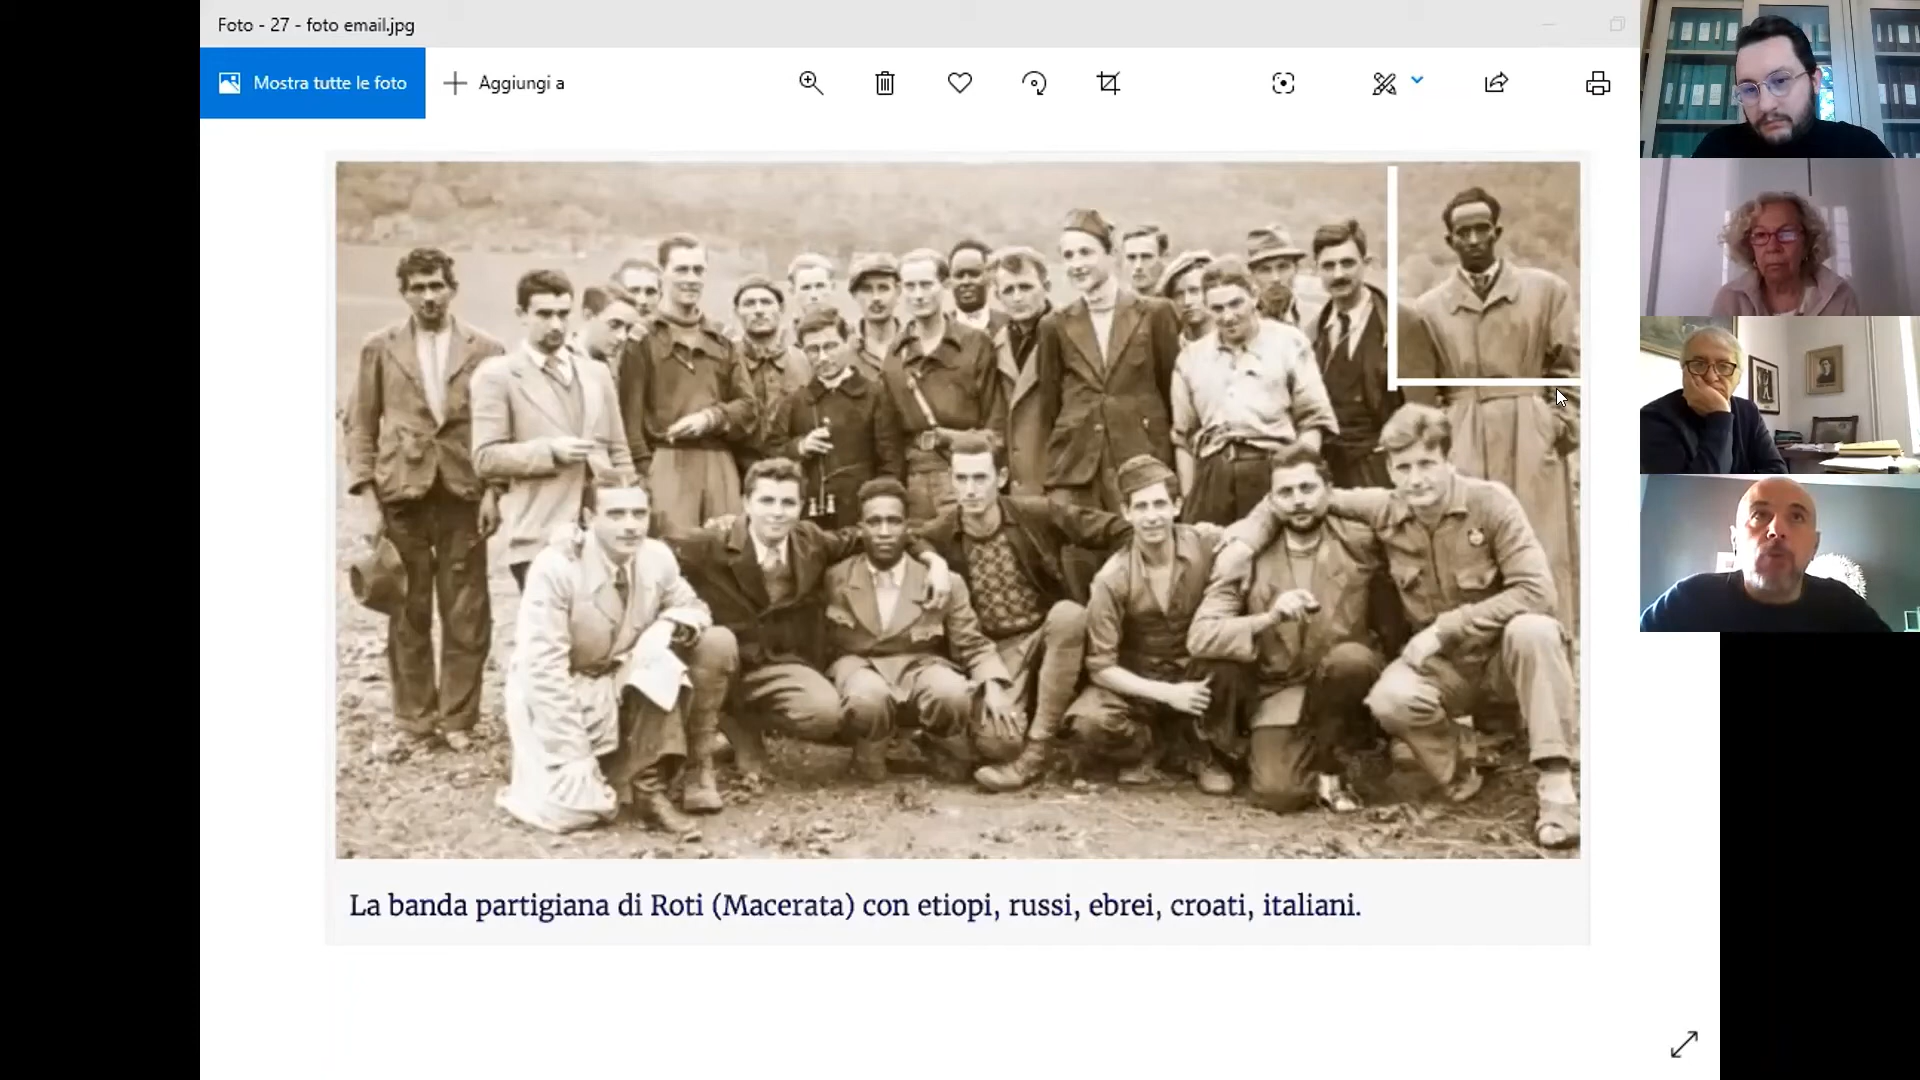 Foto - 27 - foto email.jpg
Mostra tutte le foto
Aggiungi a
La banda partigiana di Roti (Macerata) con etiopi, russi, ebrei, croati, italiani.